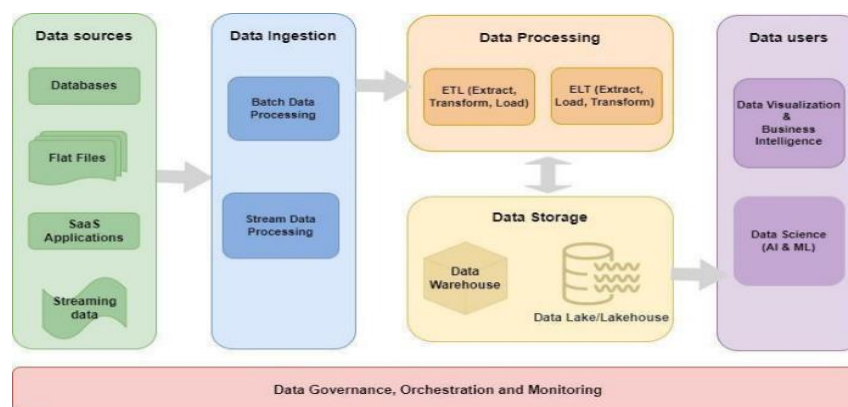 Data sources
Databases
Flat Files
SaaS
Applications
Streaming
data
Data Ingestion
Batch Data
Processing
Stream Data
Processing
Data Processing
ETL (Extract,
Transform, Load)
ELT (Extract,
Load, Transform)
Data Storage
Data
Warehouse
Data Lake/Lakehouse
Data users
Data Visualization
&
Business
Intelligence
Data Science
(AI & ML)
Data Governance, Orchestration and Monitoring